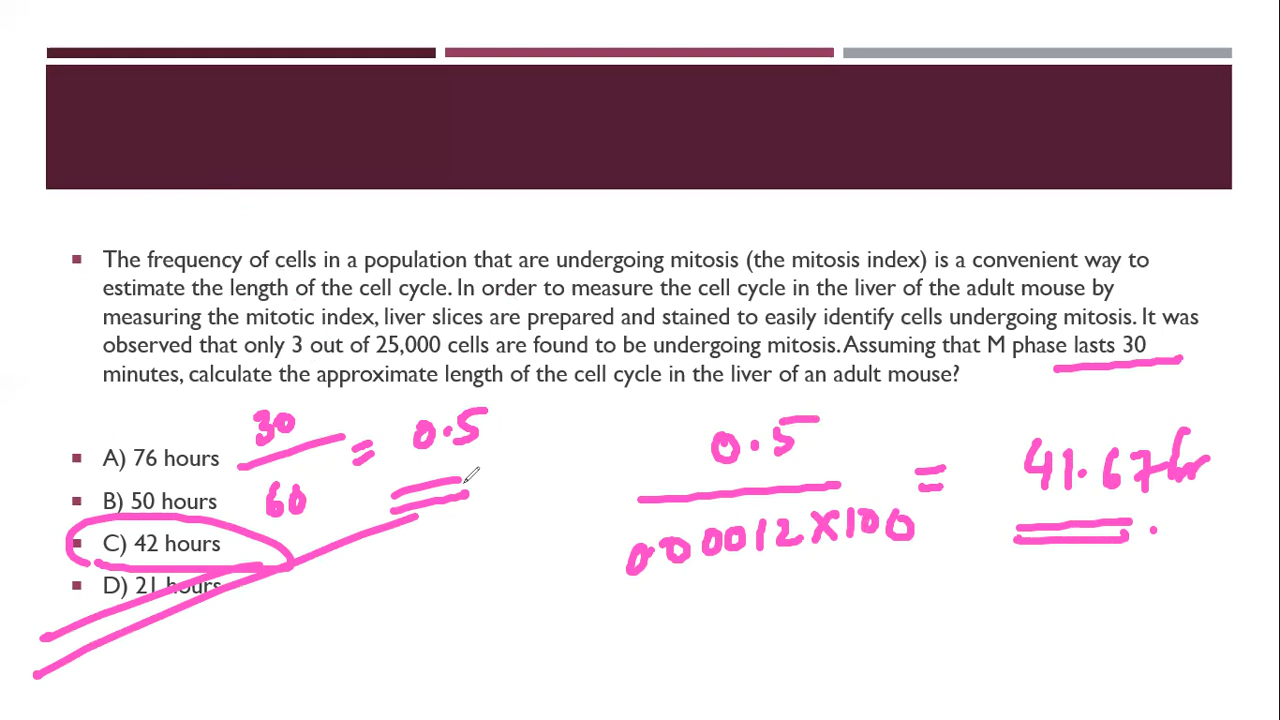 The frequency of cells in a population that are undergoing mitosis (the mitosis index) is a convenient way to
estimate the length of the cell cycle. In order to measure the cell cycle in the liver of the adult mouse by
measuring the mitotic index, liver slices are prepared and stained to easily identify cells undergoing mitosis. It was
observed that only 3 out of 25,000 cells are found to be undergoing mitosis. Assuming that M phase lasts 30
minutes, calculate the approximate length of the cell cycle in the liver of an adult mouse?
A) 76 hours
B) 50 hours
C) 42 hours
D) 21 hours
30
60
= 0.5
0.5
0.00012x100
= 41.67hr